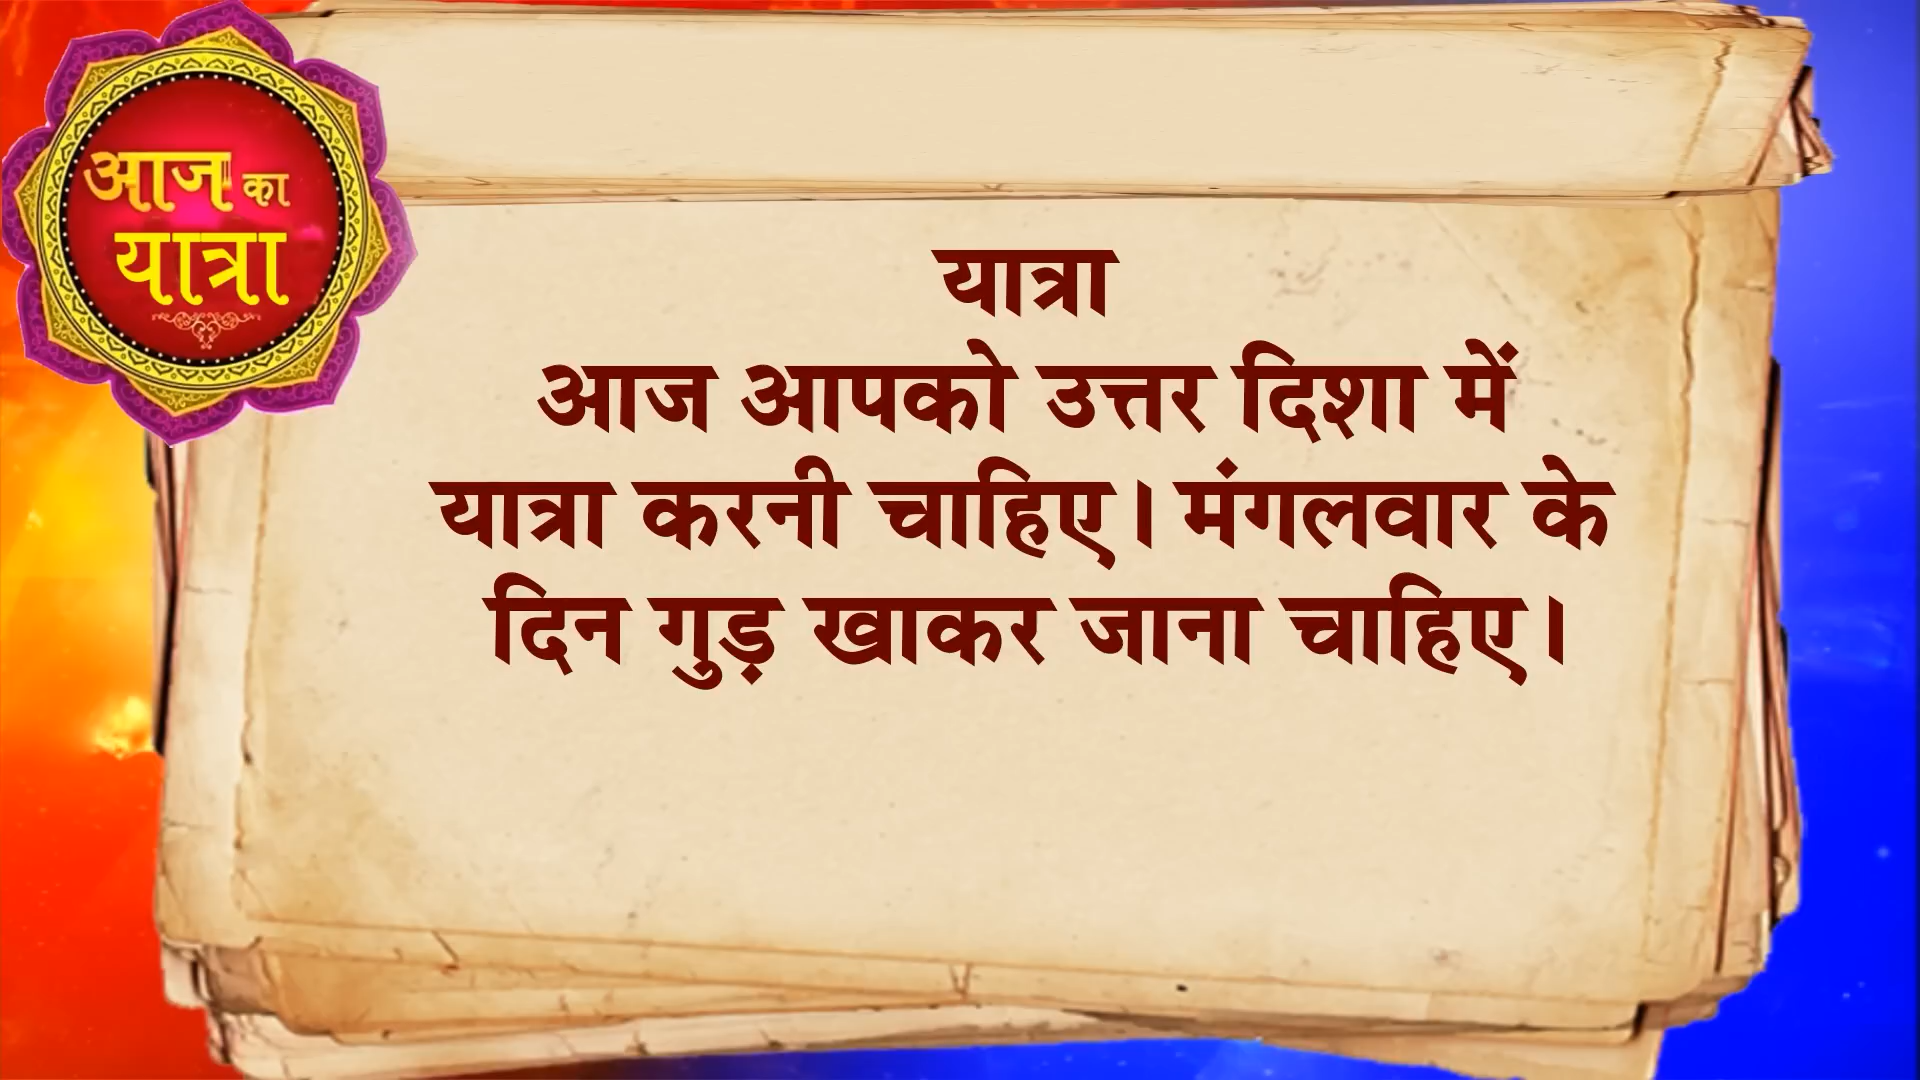 आज का
यात्रा
यात्रा
आज आपको उत्तर दिशा में
यात्रा करनी चाहिए। मंगलवार के
दिन गुड़ खाकर जाना चाहिए।